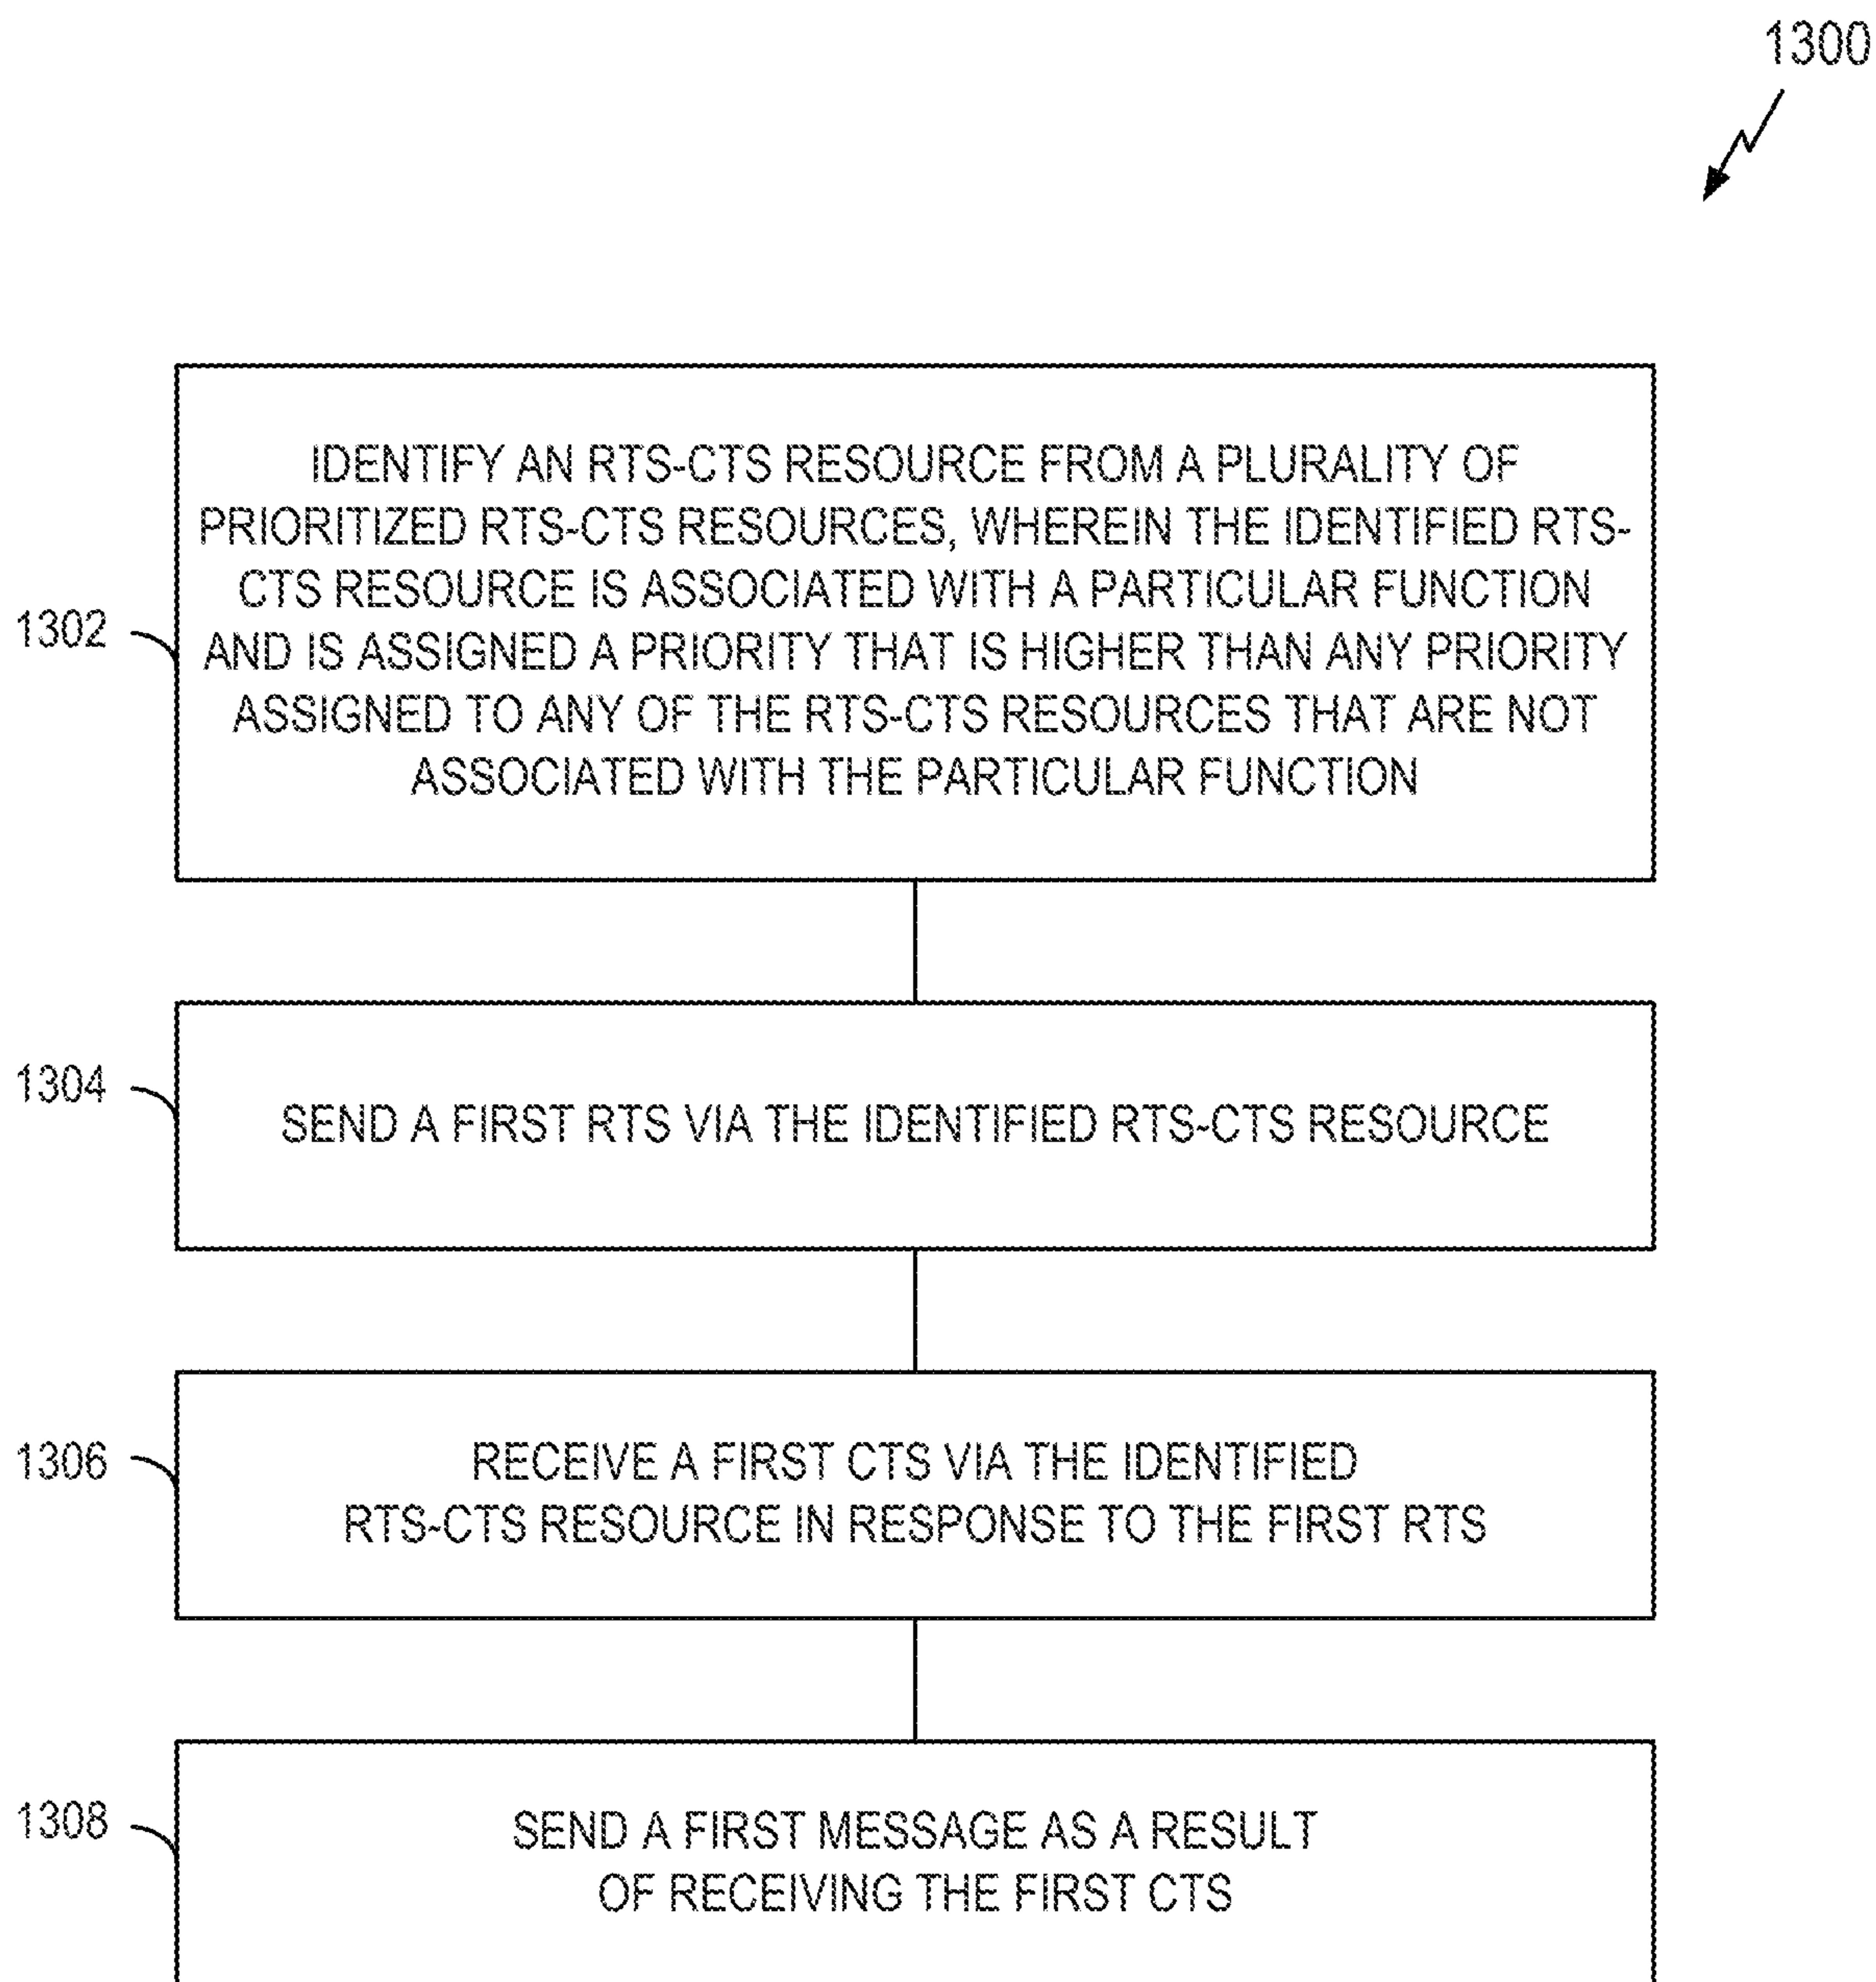 1300
IDENTIFY AN RTS-CTS RESOURCE FROM A PLURALITY OF
PRIORITIZED RTS-CTS RESOURCES, WHEREIN THE IDENTIFIED RTS-
CTS RESOURCE IS ASSOCIATED WITH A PARTICULAR FUNCTION
1302
AND IS ASSIGNED A PRIORITY THAT IS HIGHER THAN ANY PRIORITY
ASSIGNED TO ANY OF THE RTS-CTS RESOURCES THAT ARE NOT
ASSOCIATED WITH THE PARTICULAR FUNCTION
1304
SEND A FIRST RTS VIA THE IDENTIFIED RTS-CTS RESOURCE
1306
RECEIVE A FIRST CTS VIA THE IDENTIFIED
RTS-CTS RESOURCE IN RESPONSE TO THE FIRST RTS
1308
SEND A FIRST MESSAGE AS A RESULT
OF RECEIVING THE FIRST CTS